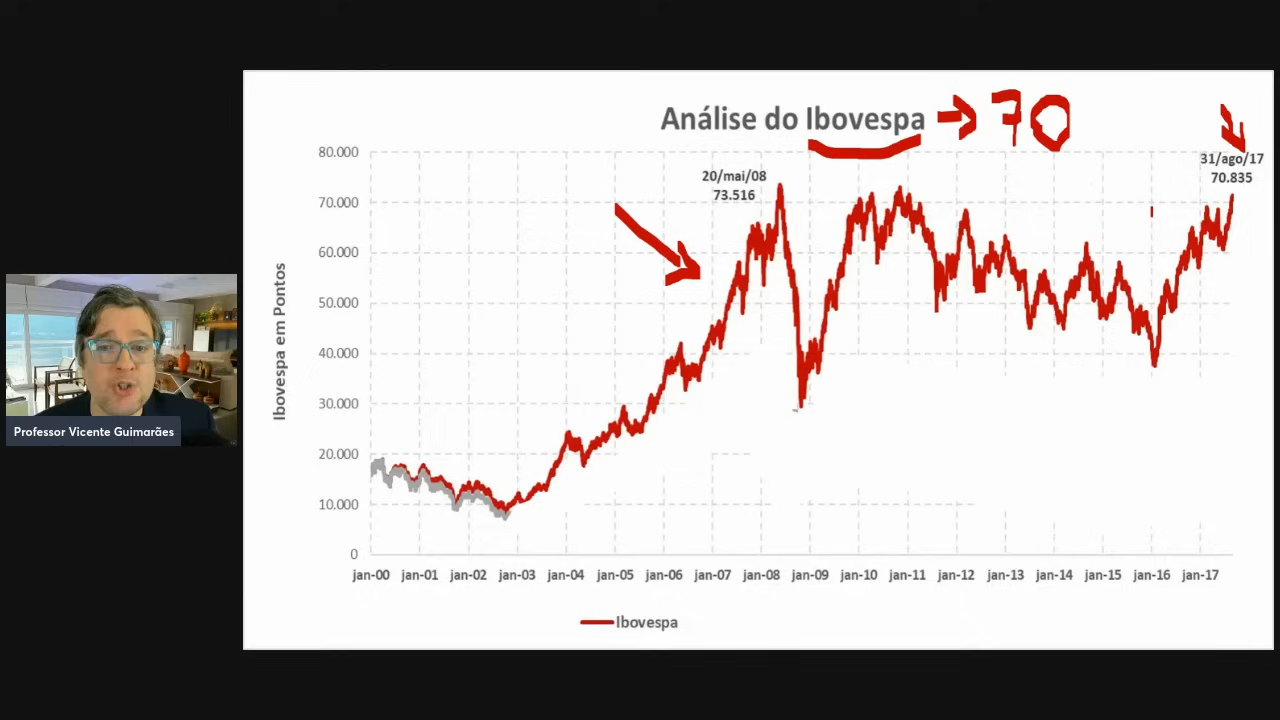 Análise do Ibovespa → 70
80.000
31/ago/17
70.835
20/mai/08
73.516
70.000
60.000
50.000
40.000
30.000
20.000
10.000
0
Ibovespa em Pontos
jan-00 jan-01 jan-02 jan-03 jan-04 jan-05 jan-06 jan-07 jan-08 jan-09 jan-10 jan-11 jan-12 jan-13 jan-14 jan-15 jan-16 jan-17
Ibovespa
Professor Vicente Guimarães